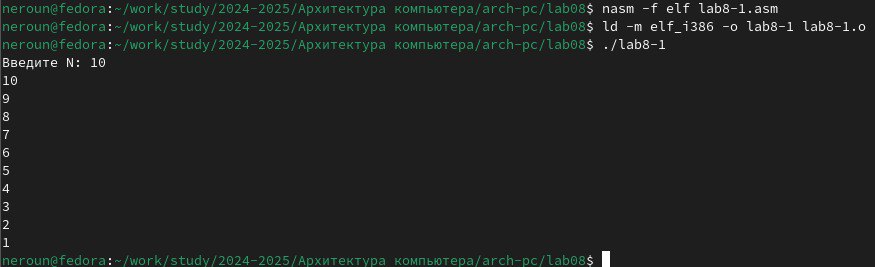 neroun@fedora:~/work/study/2024-2025/Архитектура компьютера/arch-pc/lab08$ nasm -f elf lab8-1.asm
neroun@fedora:~/work/study/2024-2025/Архитектура компьютера/arch-pc/lab08$ ld -m elf_i386 -o lab8-1 lab8-1.o
neroun@fedora:~/work/study/2024-2025/Архитектура компьютера/arch-pc/lab08$ ./lab8-1
Введите N: 10
10
9
8
7
6
5
4
3
2
1
neroun@fedora:~/work/study/2024-2025/Архитектура компьютера/arch-pc/lab08$